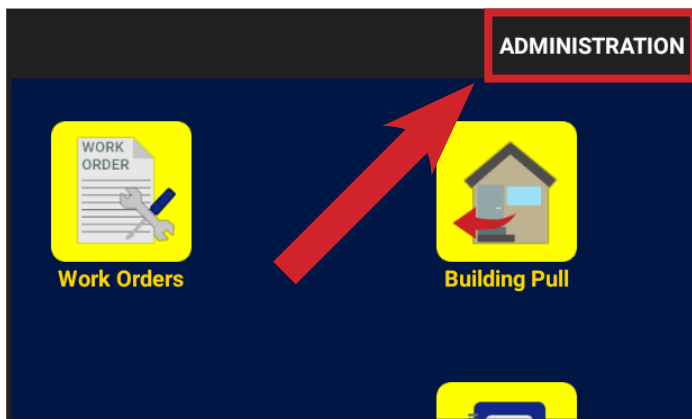 ADMINISTRATION
WORK
ORDER
Work Orders
Building Pull